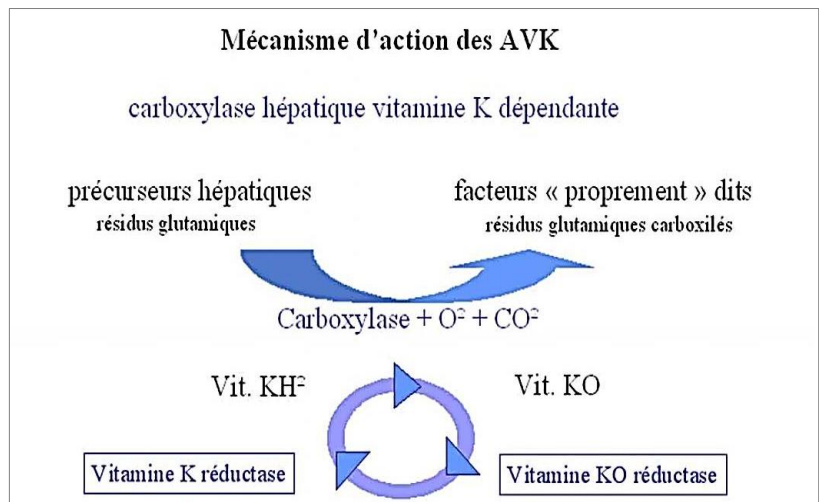 Mécanisme d'action des AVK
carboxylase hépatique vitamine K dépendante
précurseurs hépatiques
résidus glutamiques
facteurs « proprement » dits
résidus glutamiques carboxilés
Carboxylase + O² + CO²
Vit. KH²
Vit. KO
Vitamine K réductase
Vitamine KO réductase